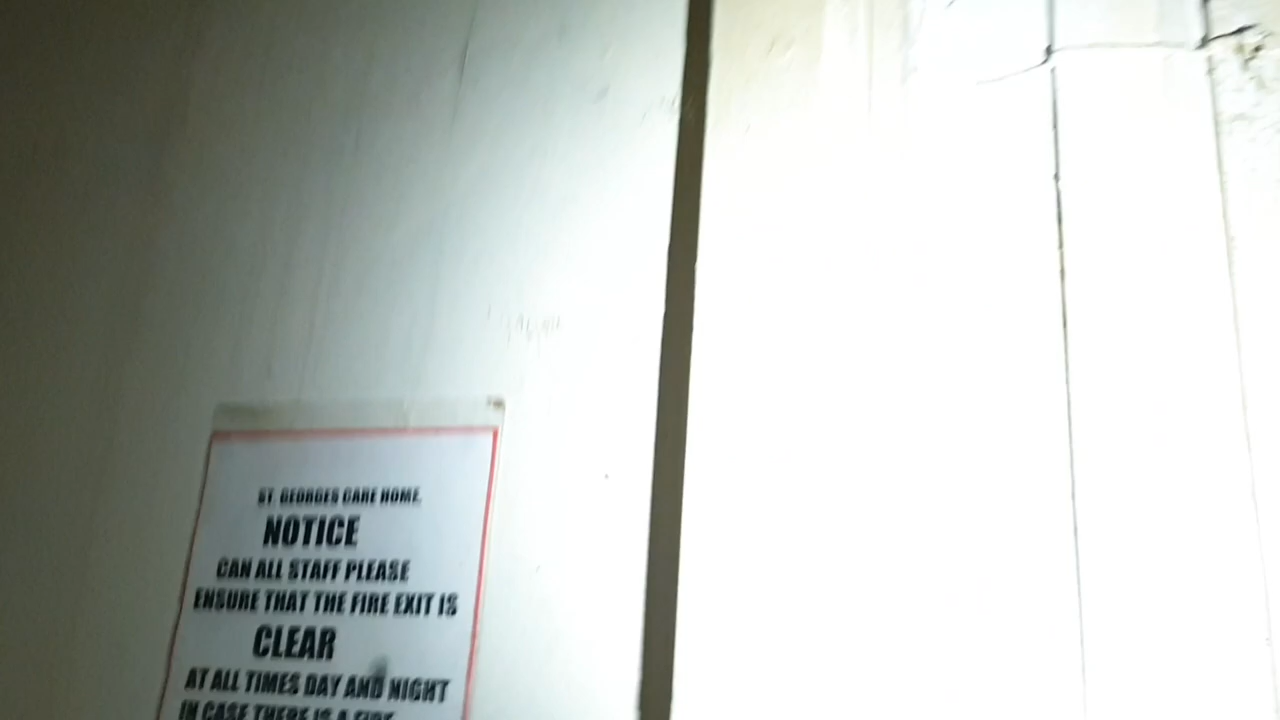 ST. GEORGES CARE HOME.
NOTICE
CAN ALL STAFF PLEASE
ENSURE THAT THE FIRE EXIT IS
CLEAR
AT ALL TIMES DAY AND NIGHT
IN CASE THERE IS A FIRE